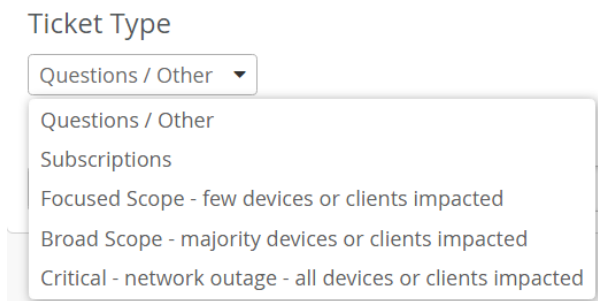 Ticket Type
Questions / Other
Questions / Other
Subscriptions
Focused Scope - few devices or clients impacted
Broad Scope - majority devices or clients impacted
Critical - network outage - all devices or clients impacted